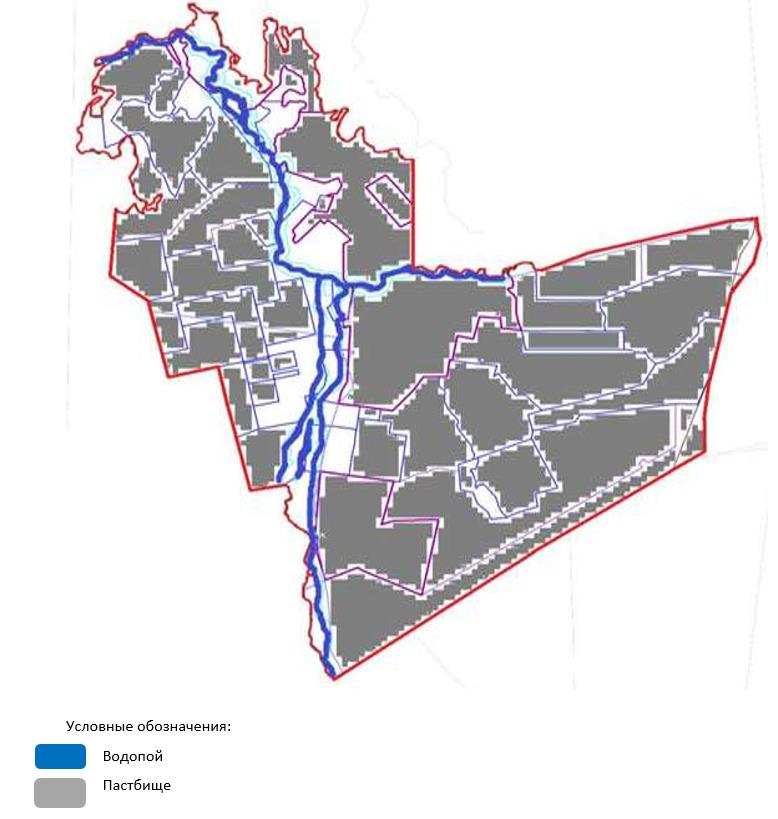 Условные обозначения:
Водопой
Пастбище